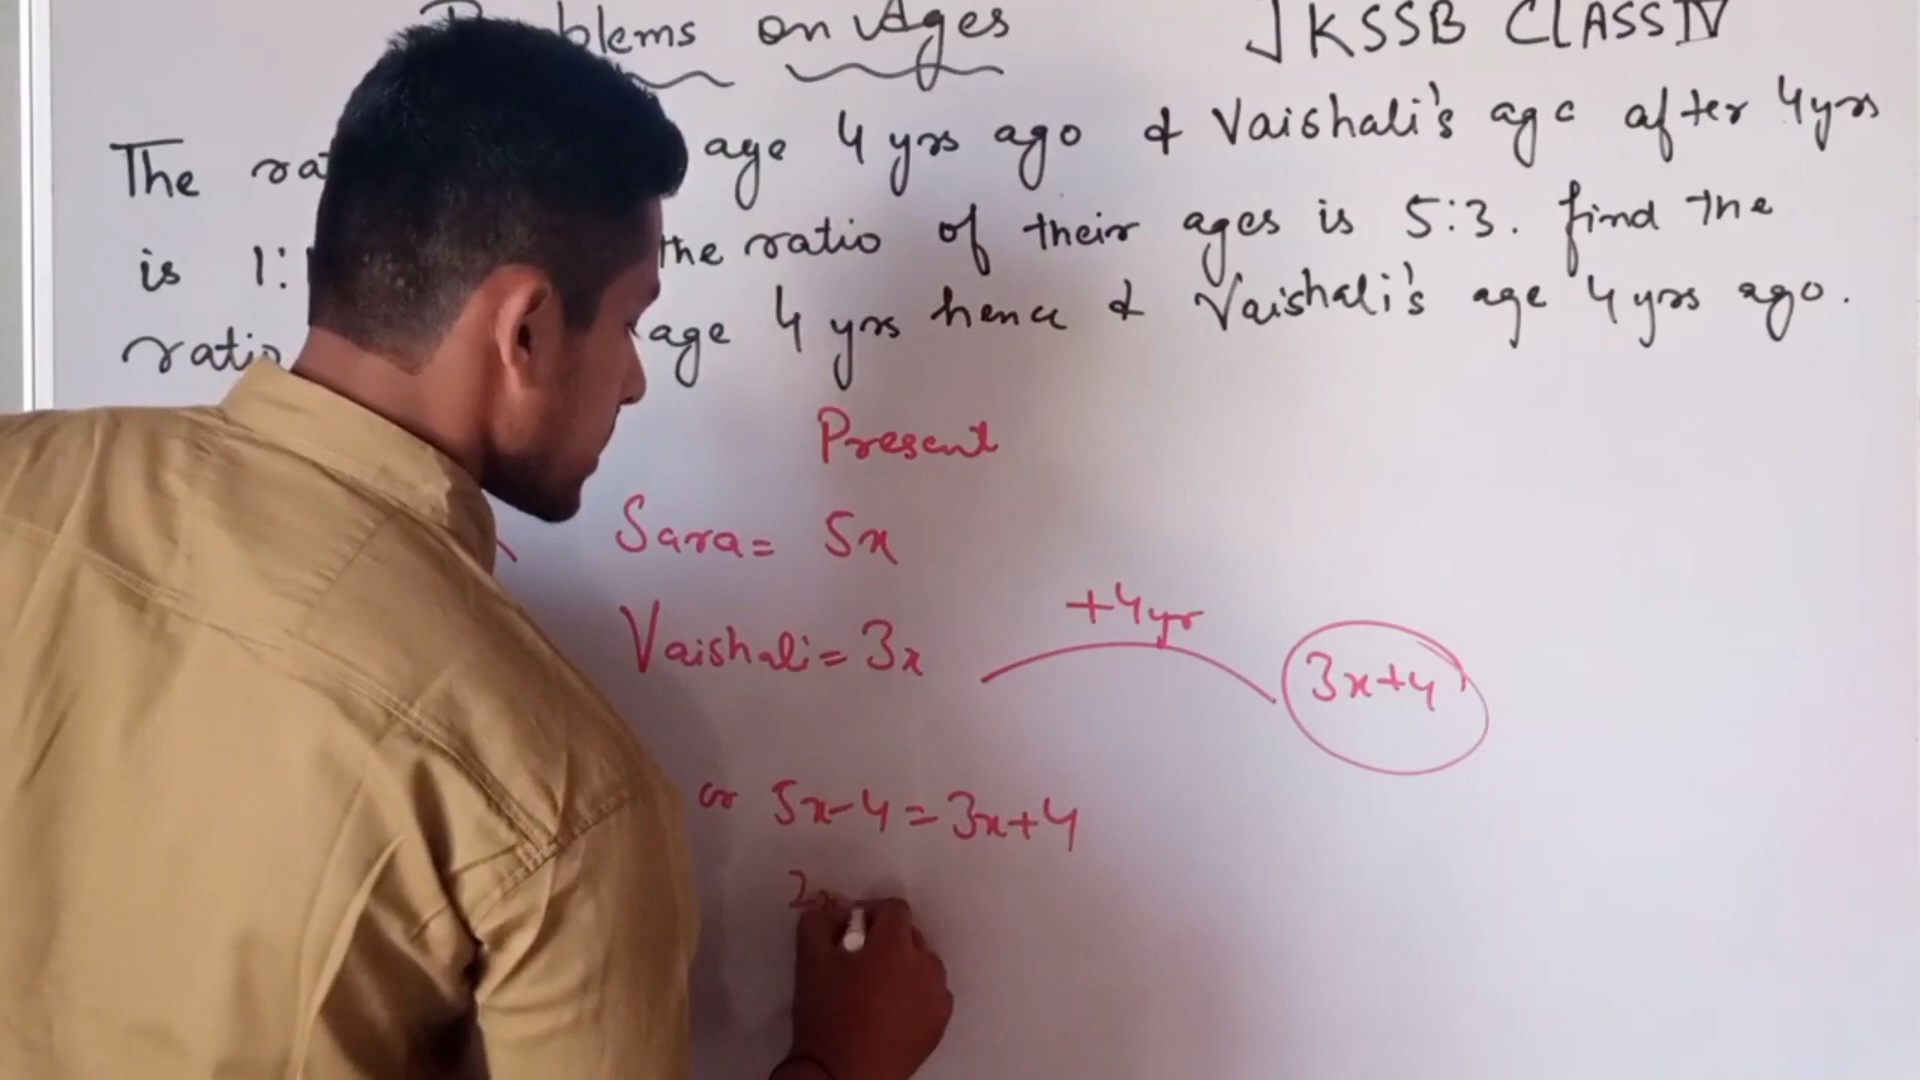 blems on Ages
JKSSB CLASS IV
The ra age 4 yrs ago & Vaishali's age after 4yrs
is 1: the ratio of their ages is 5:3. find the
ratio age 4 yrs hence & Vaishali's age 4 yrs ago.
Present
Sara= 5x
Vaishali= 3x
+4yr
3x+4
or 5x-4=3x+4
2x